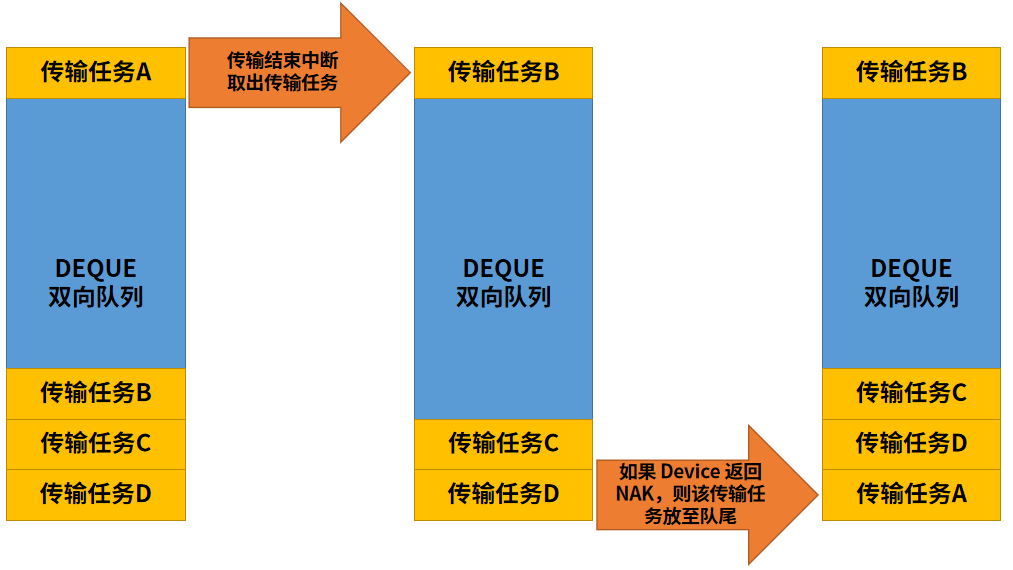 传输任务A
DEQUE
双向队列
传输任务B
传输任务C
传输任务D
传输结束中断
取出传输任务
传输任务B
DEQUE
双向队列
传输任务C
传输任务D
如果 Device 返回
NAK，则该传输任
务放至队尾
传输任务B
DEQUE
双向队列
传输任务C
传输任务D
传输任务A